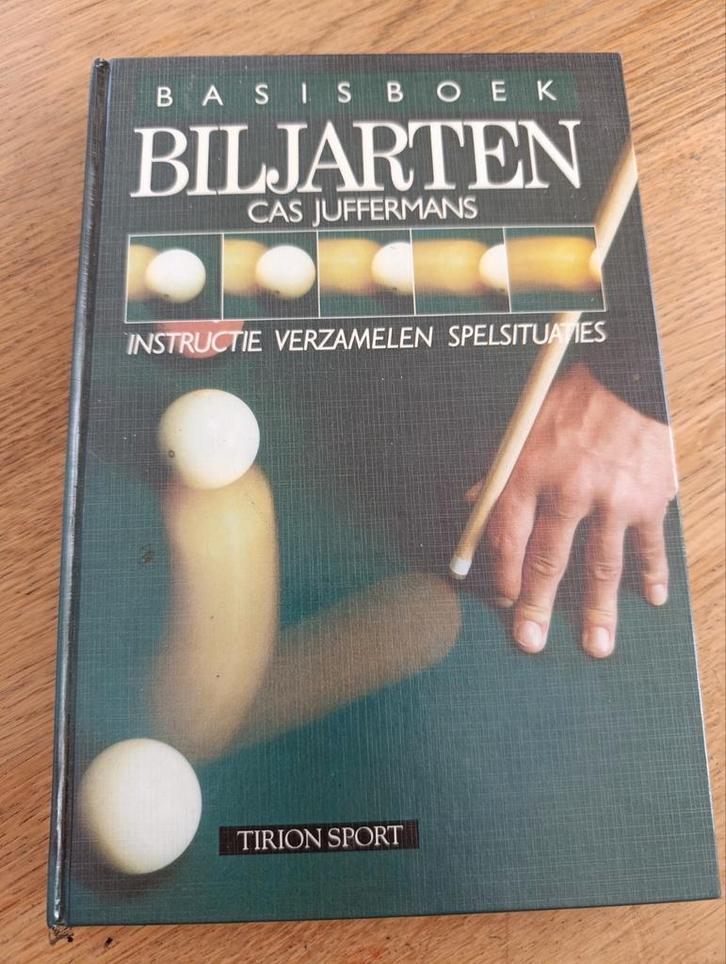 BASISBOEK
BILJARTEN
CAS JUFFERMANS
INSTRUCTIE VERZAMELEN SPELSITUATIES
TIRION SPORT